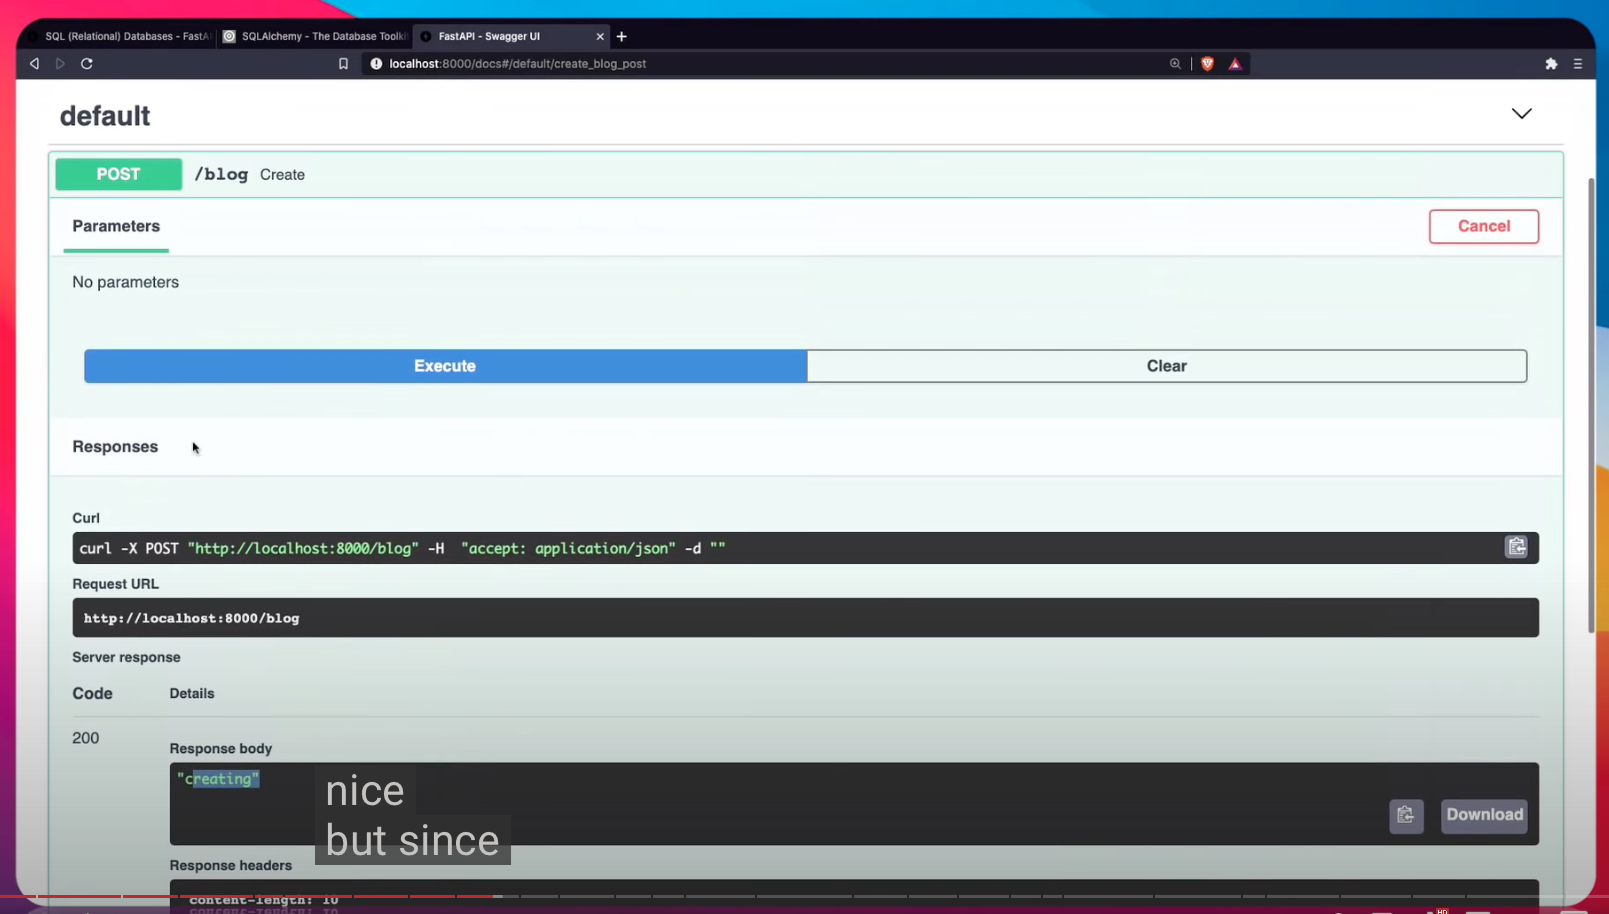 SQL (Relational) Databases - FastA
SQLAlchemy - The Database Toolki
FastAPI - Swagger UI
localhost:8000/docs#/default/create_blog_post
default
POST /blog Create
Parameters
Cancel
No parameters
Execute
Clear
Responses
Curl
curl -X POST "http://localhost:8000/blog" -H "accept: application/json" -d ""
Request URL
http://localhost:8000/blog
Server response
Code Details
200
Response body
"creating"
nice
but since
Download
Response headers
content-length: 10
HD